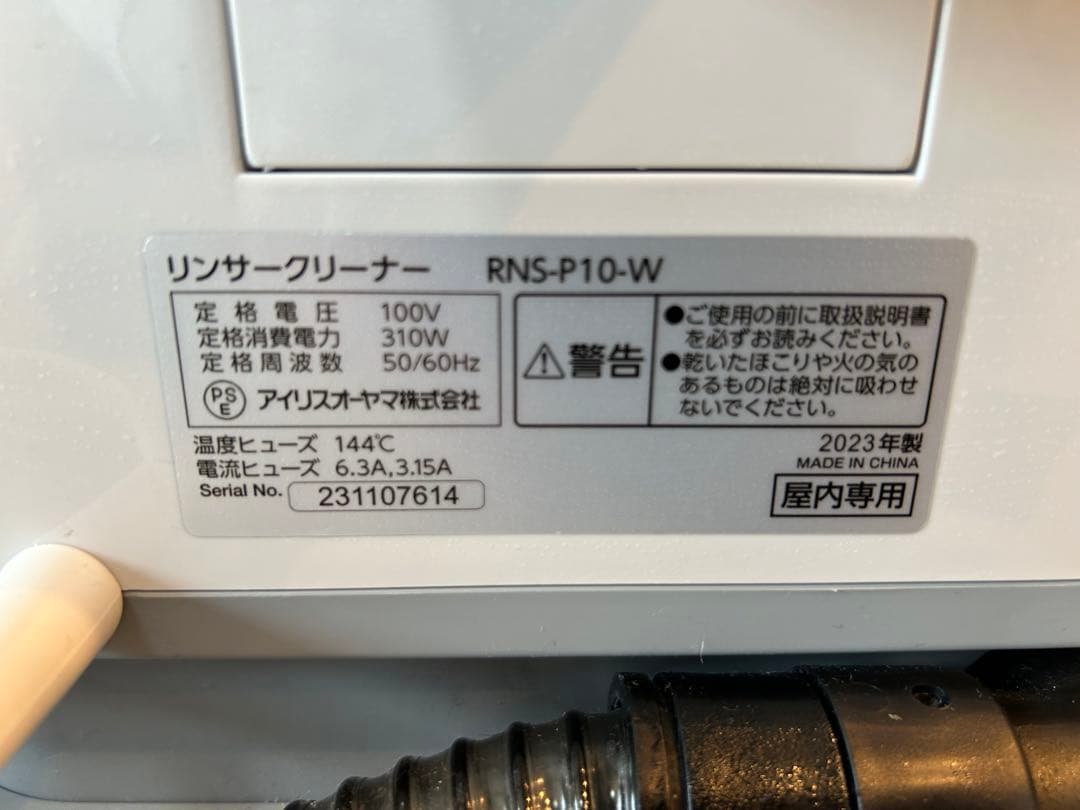 リンサークリーナー RNS-P10-W
定格電圧 100V
定格消費電力 310W
定格周波数 50/60Hz
PSE アイリスオーヤマ株式会社
⚠警告
●ご使用の前に取扱説明書
を必ずお読みください。
●乾いたほこりや火の気の
あるものは絶対に吸わせ
ないでください。
温度ヒューズ 144℃
電流ヒューズ 6.3A,3.15A
Serial No. 231107614
2023年製
MADE IN CHINA
屋内専用